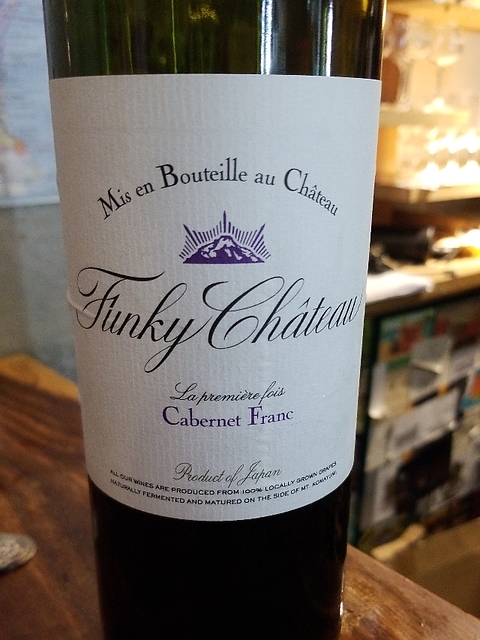 Mis en Bouteille au Château
Funky Château
La première fois
Cabernet Franc
Product of Japan
ALL OUR WINES ARE PRODUCED FROM 100% LOCALLY GROWN GRAPES
NATURALLY FERMENTED AND MATURED ON THE SIDE OF MT. KOMAYUMI.